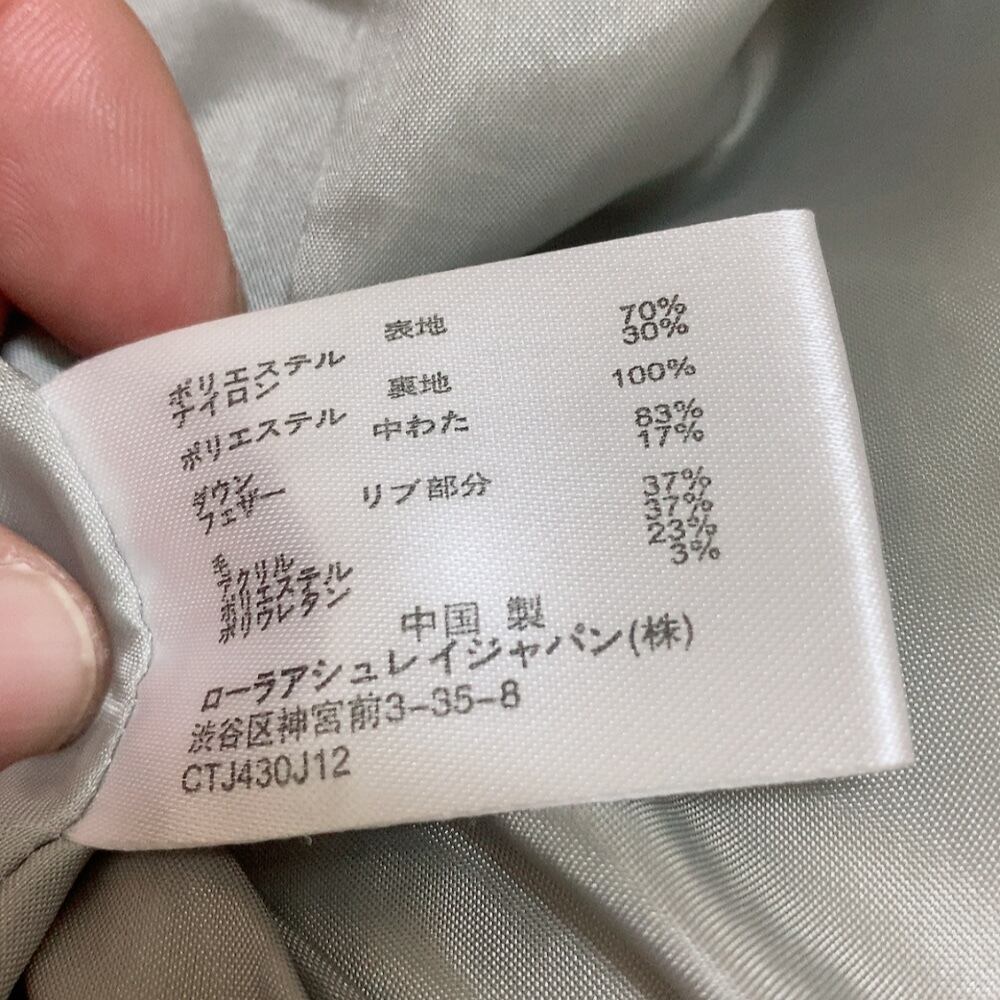 表地
ポリエステル 70%
ナイロン 30%
裏地
ポリエステル 100%
中わた
ダウン 83%
フェザー 17%
リブ部分
毛 37%
アクリル 37%
ポリエステル 23%
ポリウレタン 3%
中国 製
ローラアシュレイジャパン(株)
渋谷区神宮前3-35-8
CTJ430J12